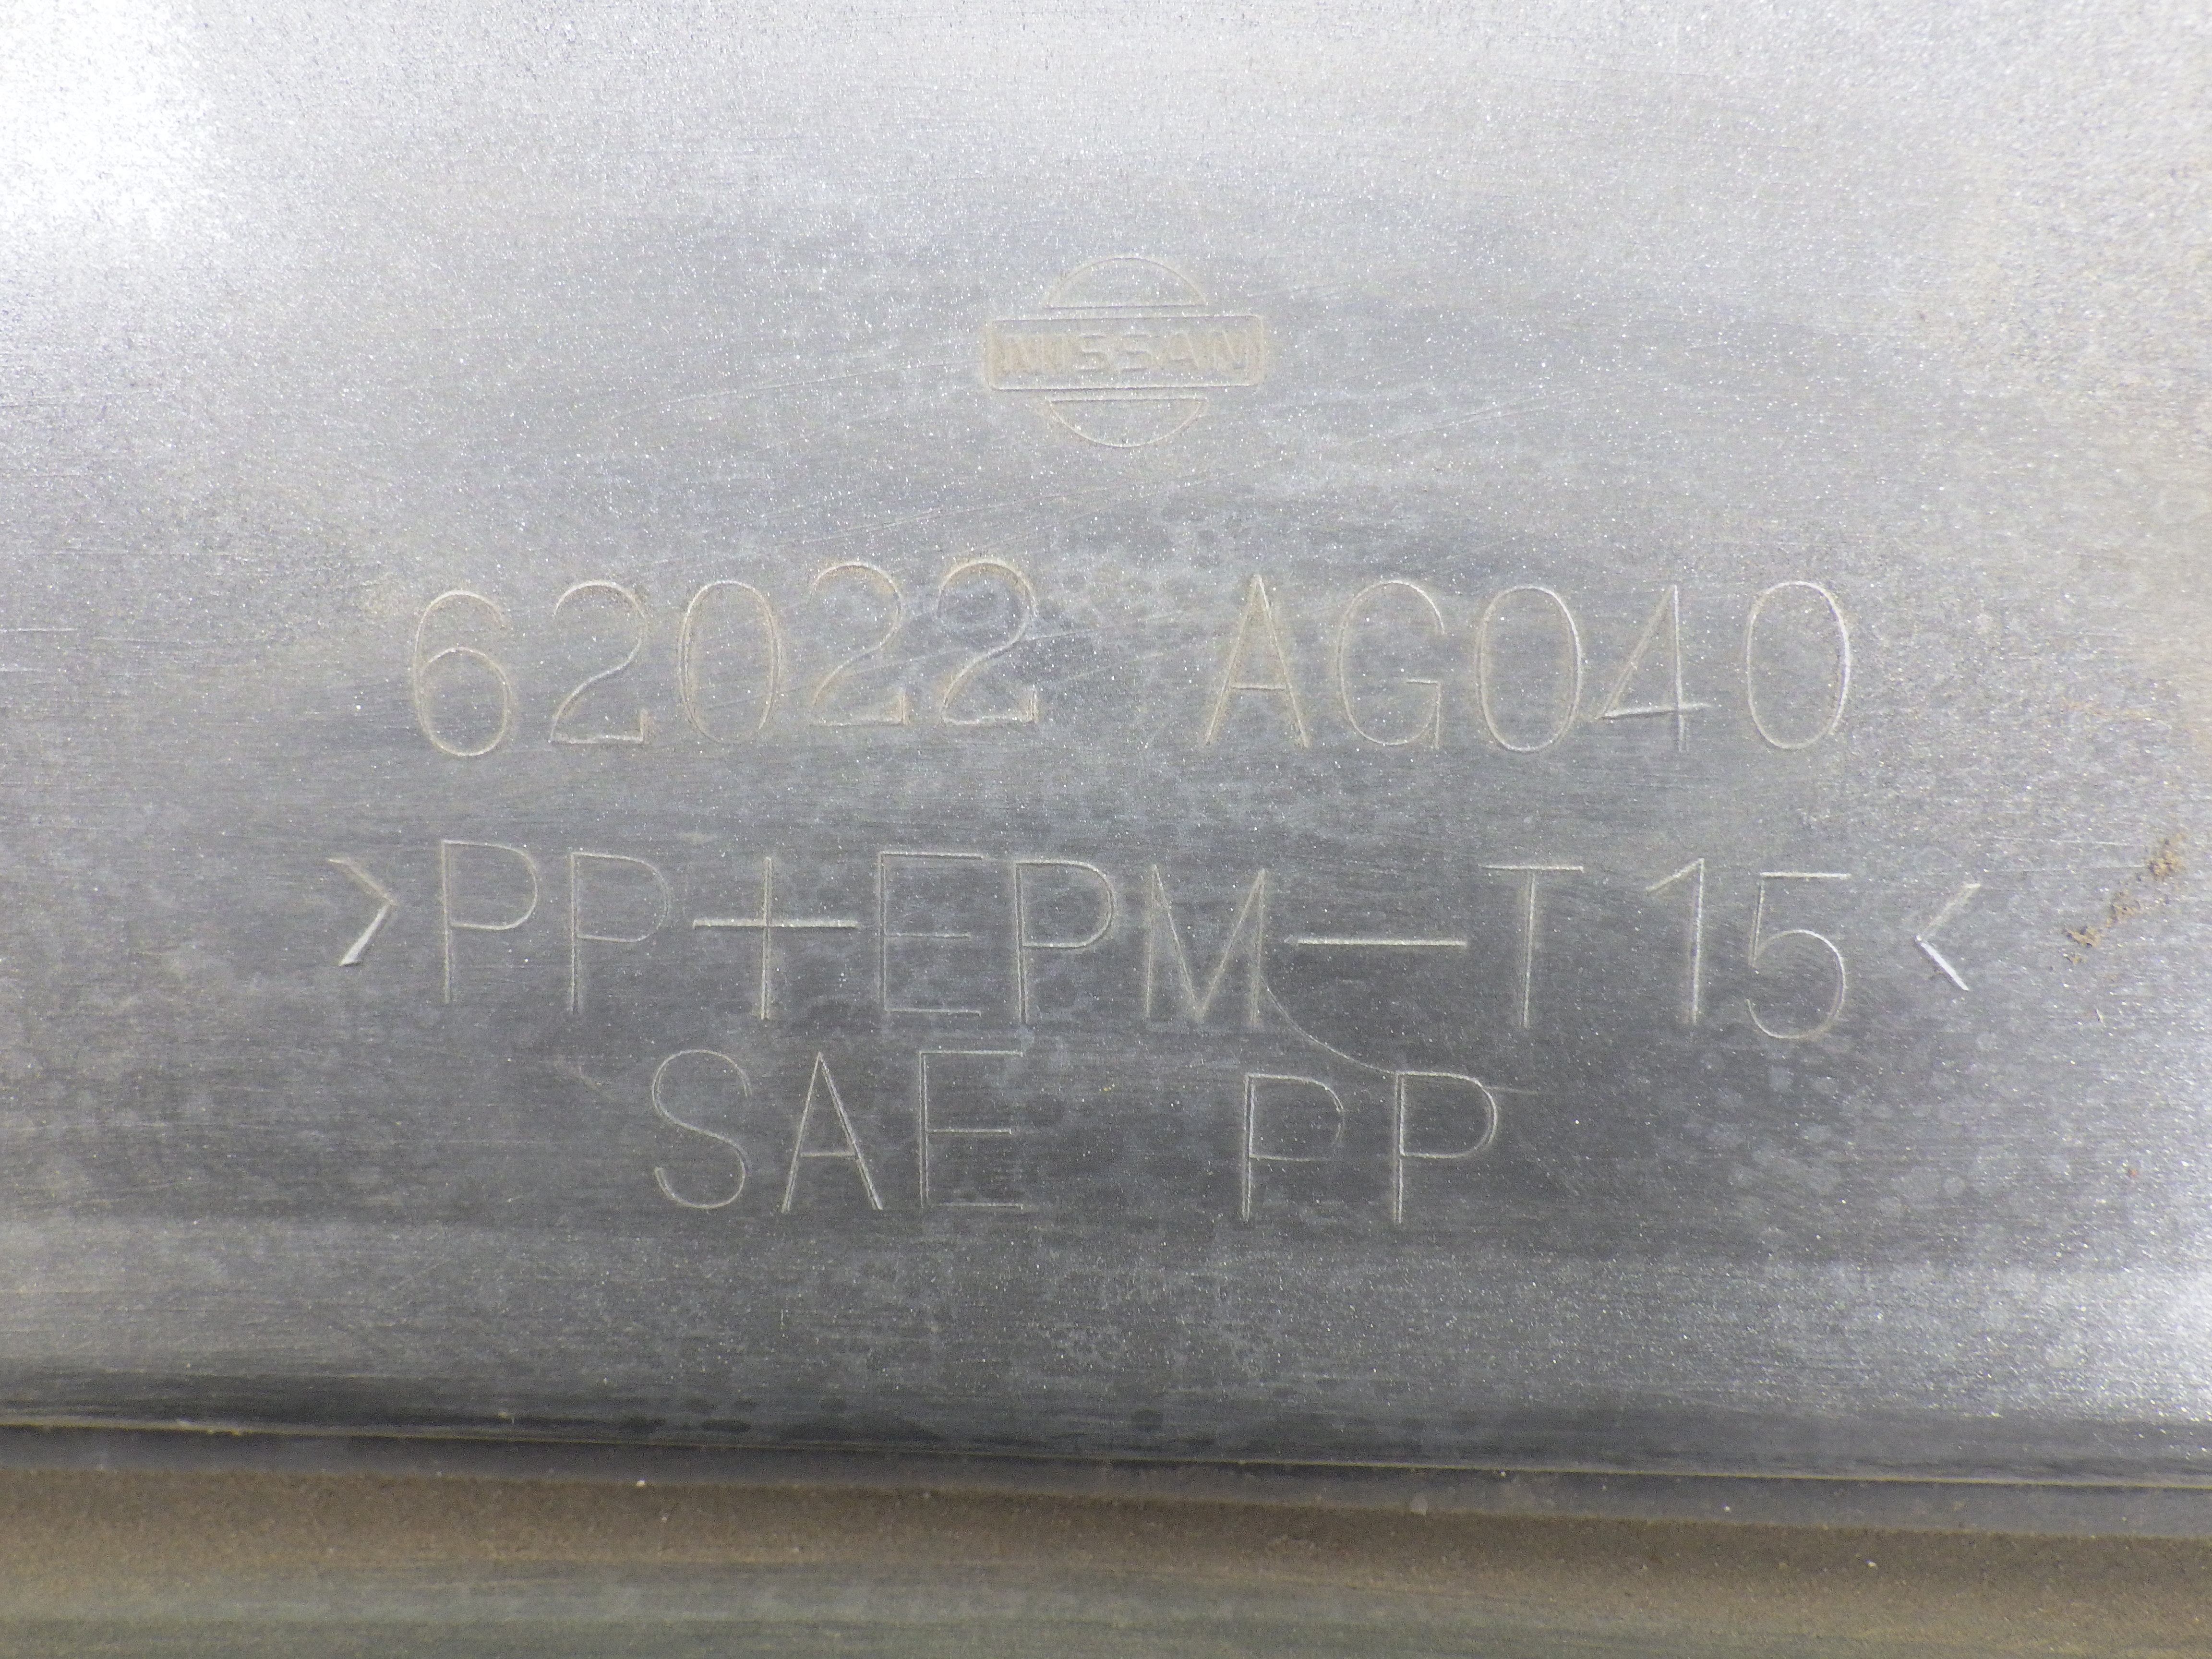 NISSAN
62022 AG040
>PP+EPM-T15<
SAE PP